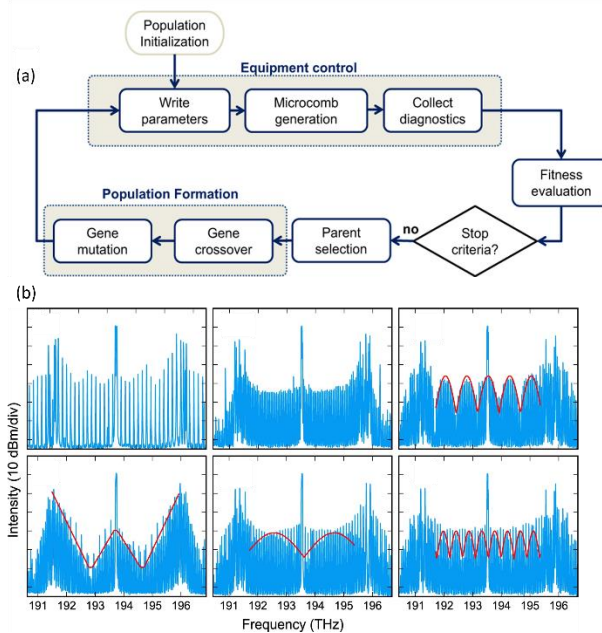 Population
Initialization
(a)
Equipment control
Write
parameters
Microcomb
generation
Collect
diagnostics
Fitness
evaluation
Population Formation
Gene
mutation
Gene
crossover
Parent
selection
no
Stop
criteria?
(b)
Intensity (10 dBm/div)
191 192 193 194 195 196 191 192 193 194 195 196 191 192 193 194 195 196
Frequency (THz)